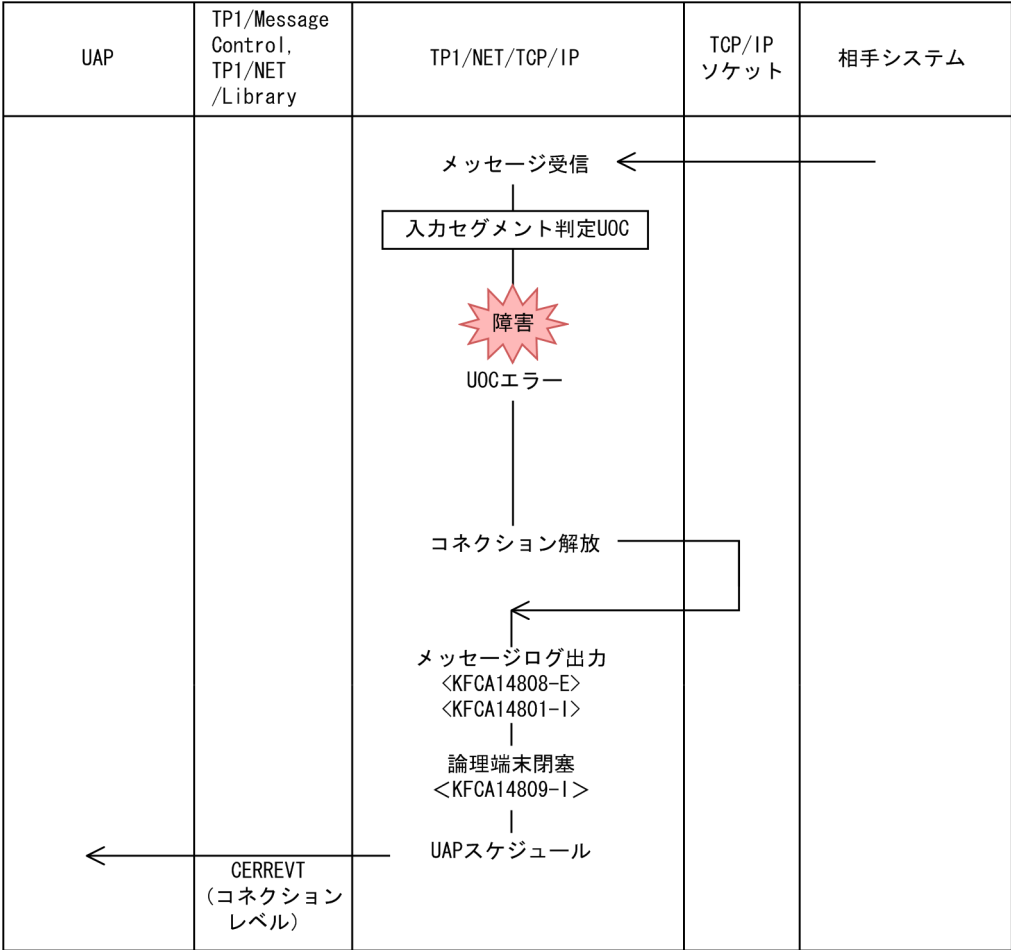 UAP
TP1/Message
Control,
TP1/NET
/Library
TP1/NET/TCP/IP
TCP/IP
ソケット
相手システム
メッセージ受信
入力セグメント判定UOC
障害
UOCエラー
コネクション解放
メッセージログ出力
<KFCA14808-E>
<KFCA14801-I>
論理端末閉塞
<KFCA14809-I>
UAPスケジュール
CERREVT
(コネクション
レベル)